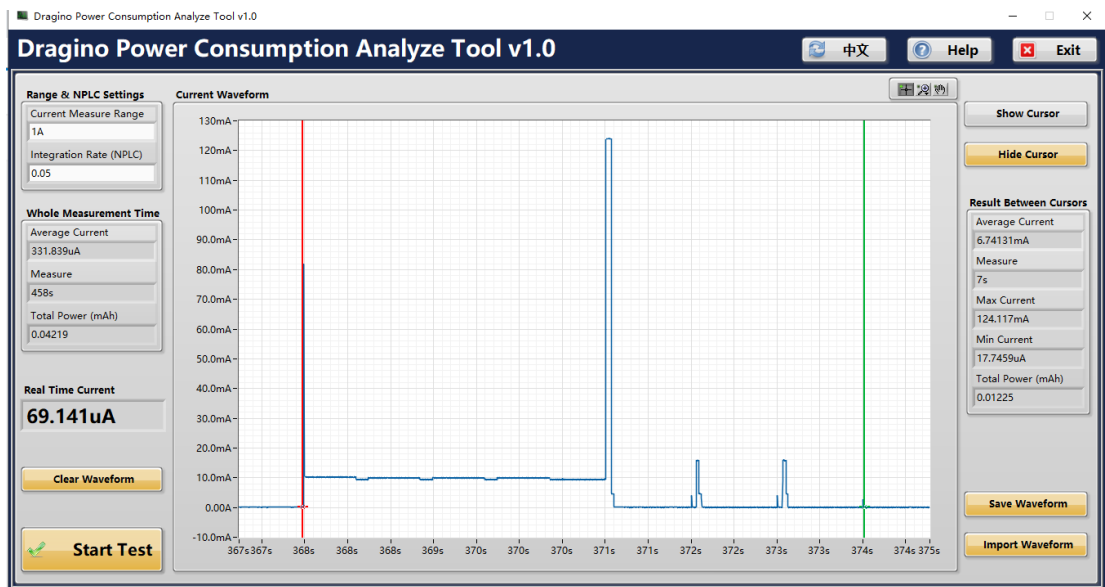 Dragino Power Consumption Analyze Tool v1.0
Dragino Power Consumption Analyze Tool v1.0
中文
Help
Exit
Range & NPLC Settings
Current Measure Range
1A
Integration Rate (NPLC)
0.05
Whole Measurement Time
Average Current
331.839uA
Measure
458s
Total Power (mAh)
0.04219
Real Time Current
69.141uA
Clear Waveform
Start Test
Current Waveform
130mA
120mA
110mA
100mA
90.0mA
80.0mA
70.0mA
60.0mA
50.0mA
40.0mA
30.0mA
20.0mA
10.0mA
0.00A
-10.0mA
367s 367s 368s 368s 368s 369s 370s 370s 370s 371s 371s 372s 372s 373s 373s 374s 374s 375s
Show Cursor
Hide Cursor
Result Between Cursors
Average Current
6.74131mA
Measure
7s
Max Current
124.117mA
Min Current
17.7459uA
Total Power (mAh)
0.01225
Save Waveform
Import Waveform